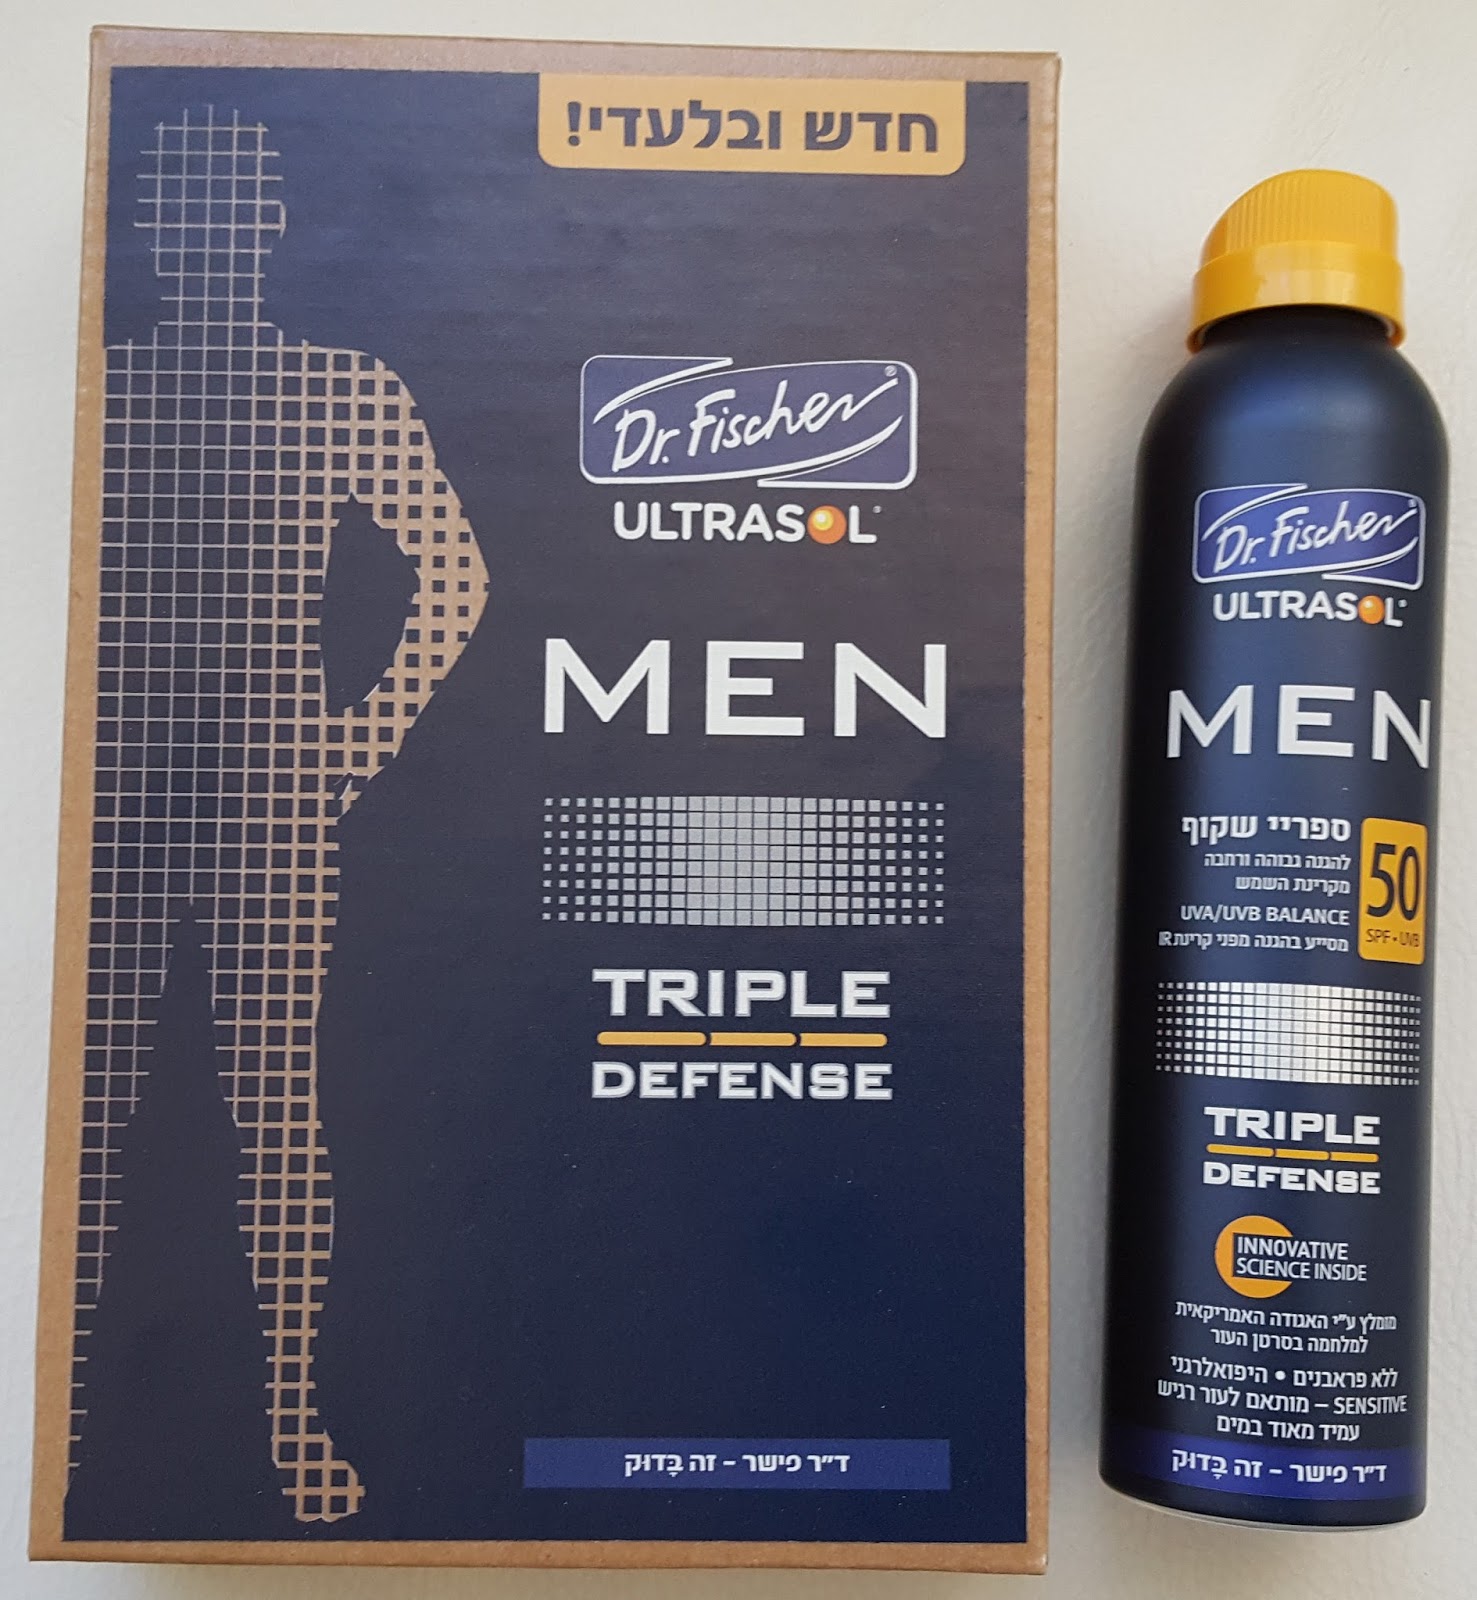 חדש ובלעדי!
Dr. Fischer®
ULTRASOL®
MEN
TRIPLE
DEFENSE
ד"ר פישר - זה בָּדוּק
Dr. Fischer®
ULTRASOL®
MEN
ספריי שקוף
להגנה גבוהה ורחבה
מקרינת השמש
UVA/UVB BALANCE
מסייע בהגנה מפני קרינת IR
50
SPF • UVB
TRIPLE
DEFENSE
INNOVATIVE
SCIENCE INSIDE
מומלץ ע"י האגודה האמריקאית
למלחמה בסרטן העור
ללא פראבנים • היפואלרגני
SENSITIVE – מותאם לעור רגיש
עמיד מאוד במים
ד"ר פישר - זה בָּדוּק